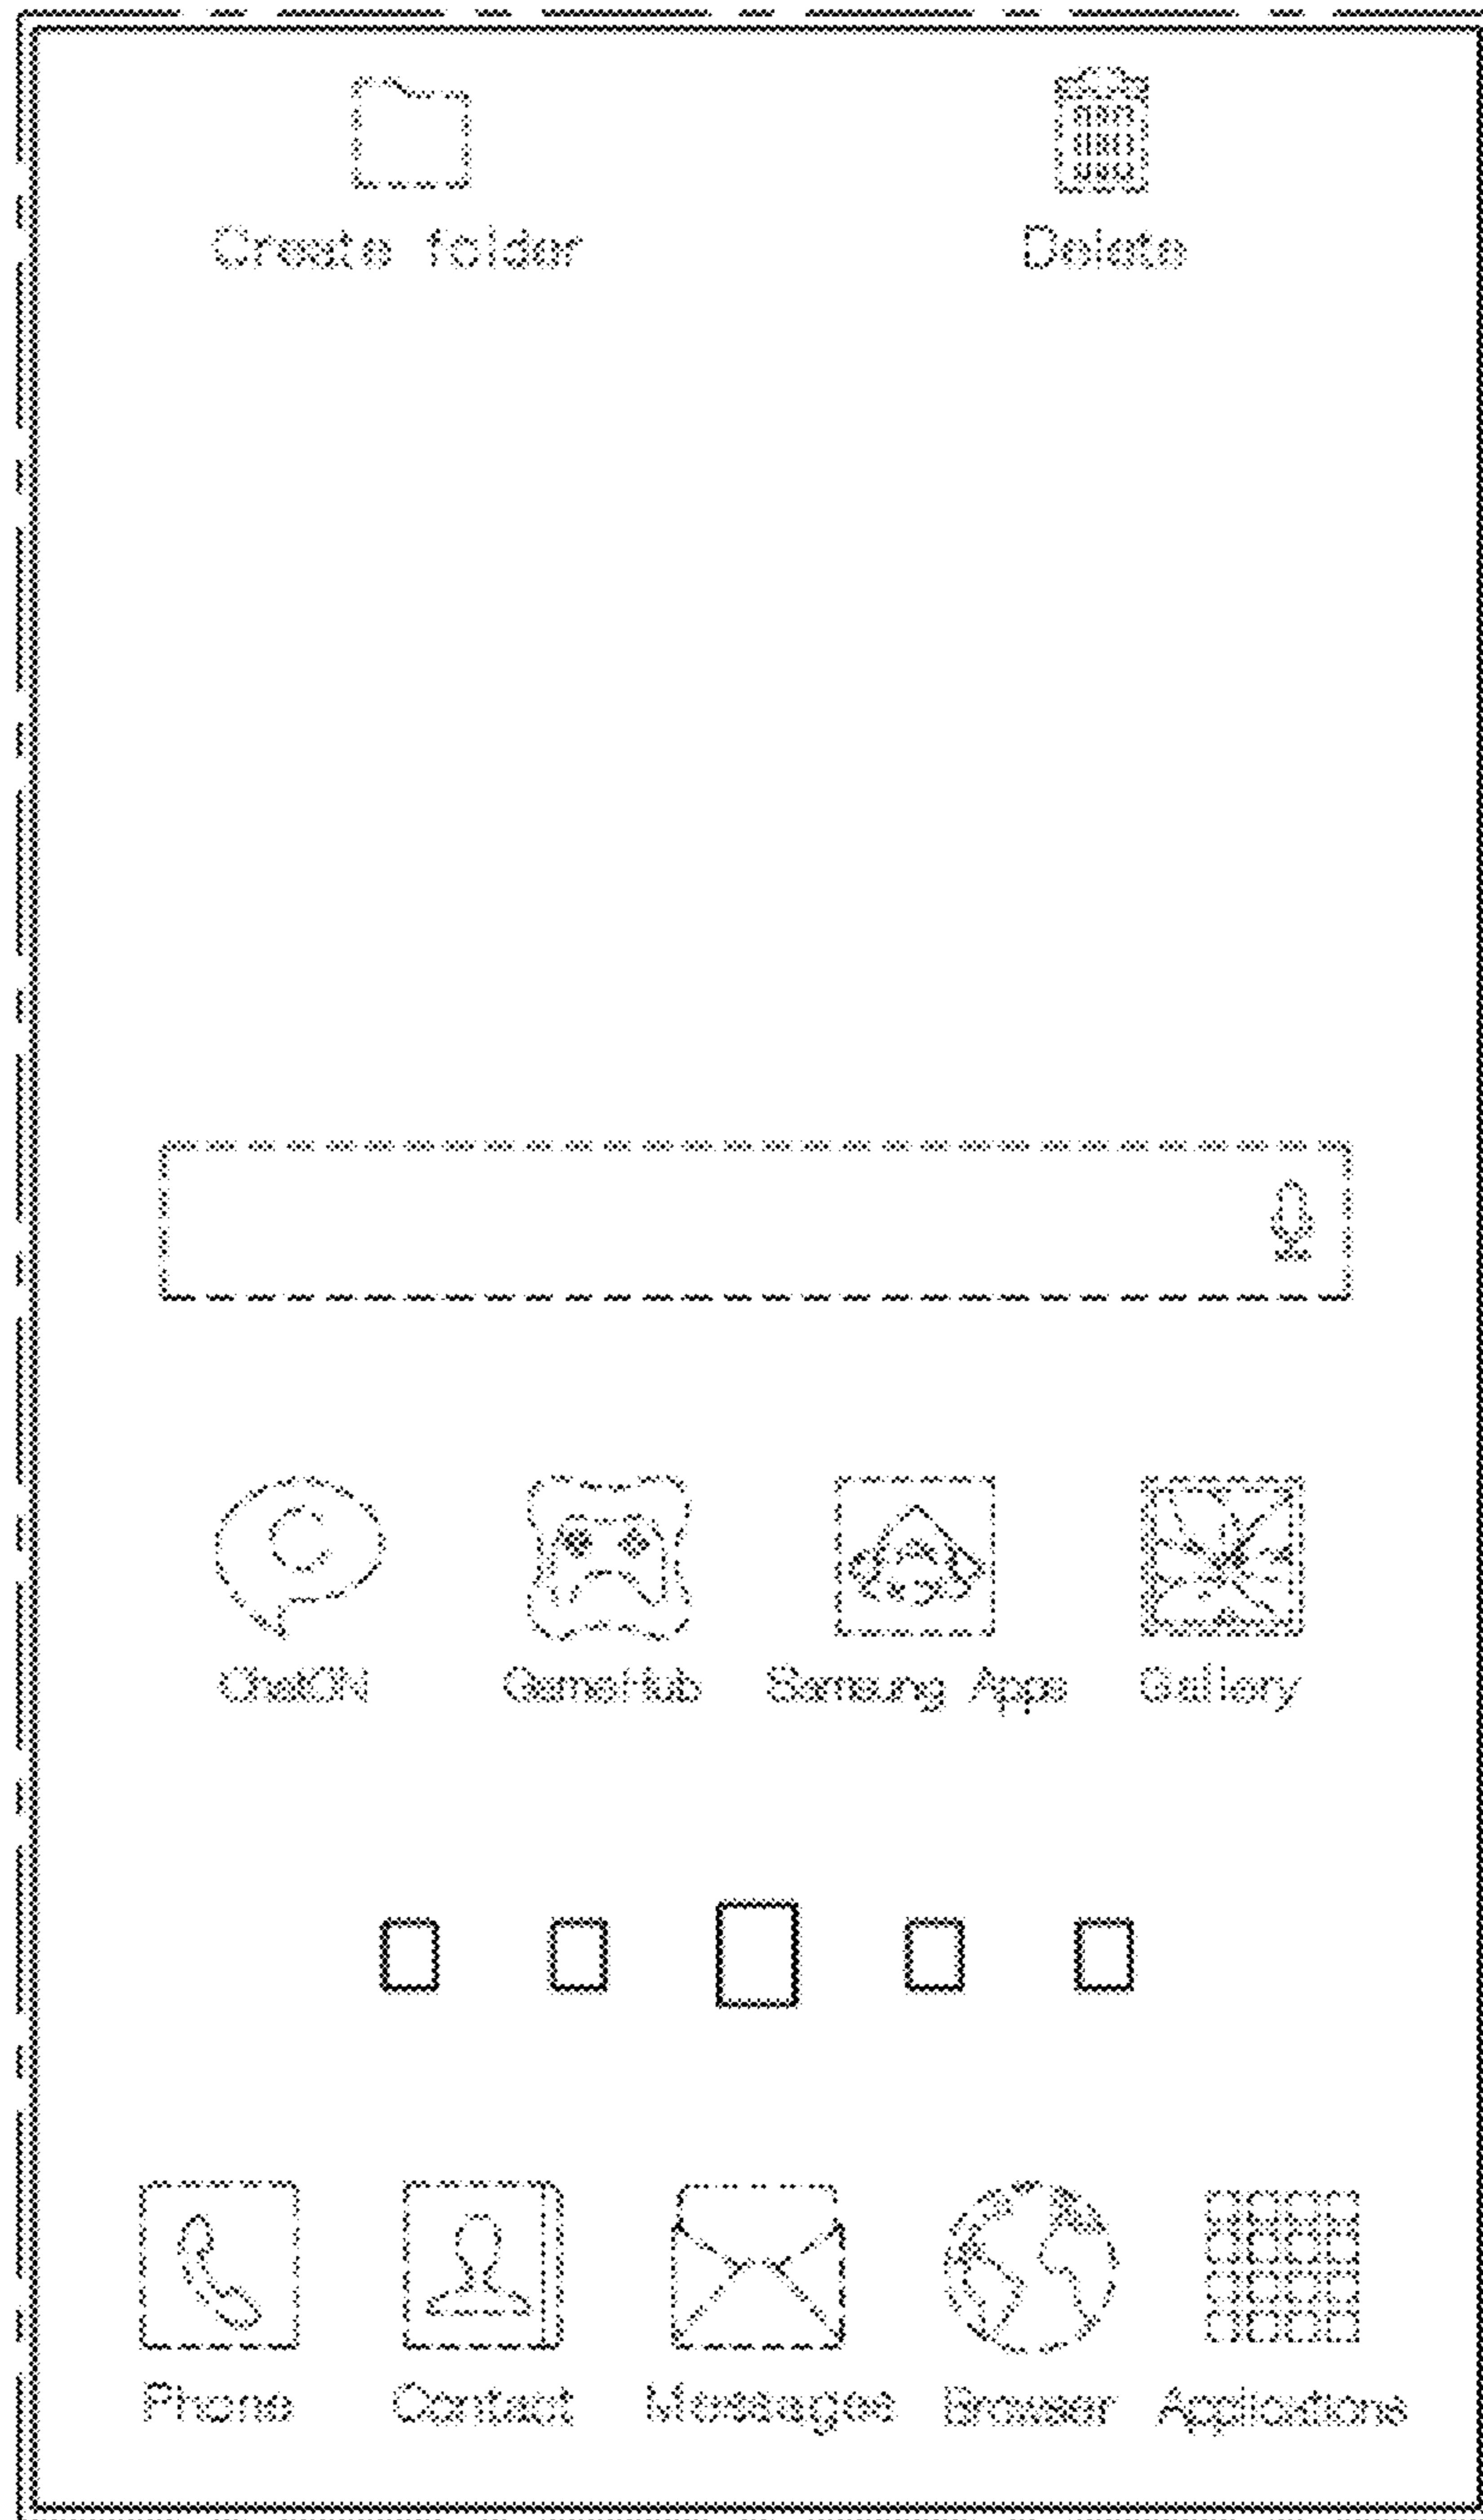 Create folder Delete
C
ChatON GameHub Samsung Apps Gallery
Phone Contact Messages Browser Applications